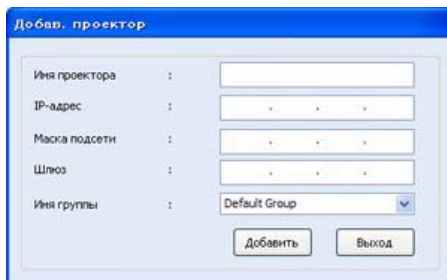 Добав. проектор
Имя проектора :
IP-адрес : . . .
Маска подсети : . . .
Шлюз : . . .
Имя группы : Default Group
Добавить Выход